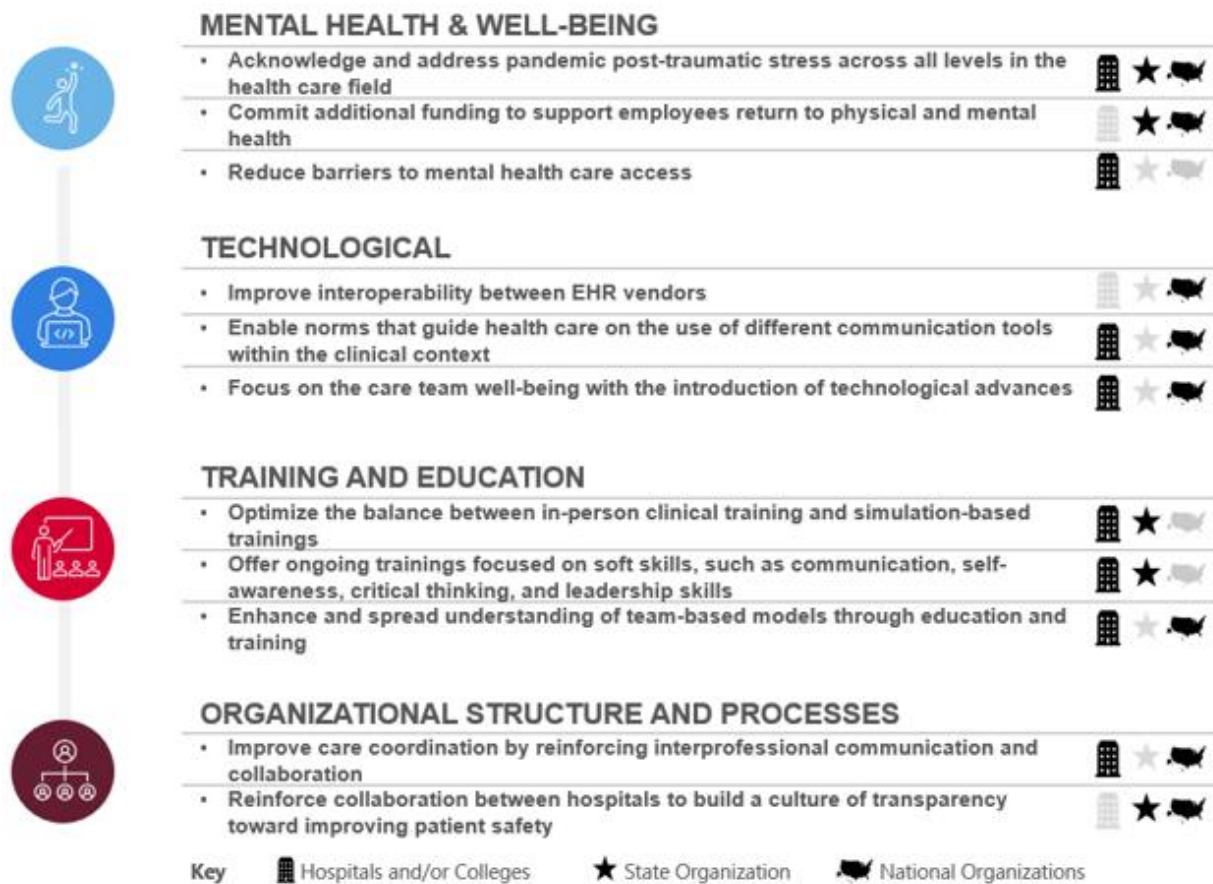 MENTAL HEALTH & WELL-BEING
• Acknowledge and address pandemic post-traumatic stress across all levels in the
health care field
• Commit additional funding to support employees return to physical and mental
health
• Reduce barriers to mental health care access
TECHNOLOGICAL
• Improve interoperability between EHR vendors
• Enable norms that guide health care on the use of different communication tools
within the clinical context
• Focus on the care team well-being with the introduction of technological advances
TRAINING AND EDUCATION
• Optimize the balance between in-person clinical training and simulation-based
trainings
• Offer ongoing trainings focused on soft skills, such as communication, self-
awareness, critical thinking, and leadership skills
• Enhance and spread understanding of team-based models through education and
training
ORGANIZATIONAL STRUCTURE AND PROCESSES
• Improve care coordination by reinforcing interprofessional communication and
collaboration
• Reinforce collaboration between hospitals to build a culture of transparency
toward improving patient safety
Key Hospitals and/or Colleges State Organization National Organizations